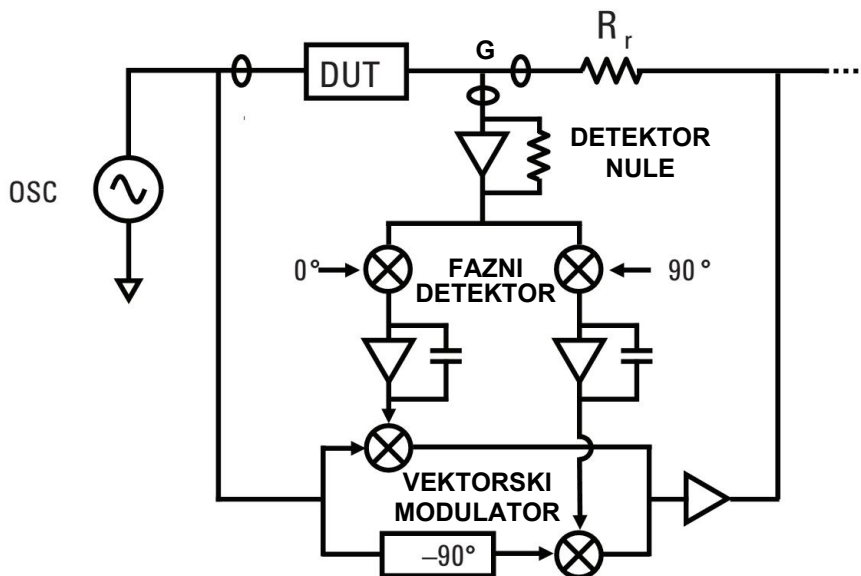 G
R r
DUT
DETEKTOR
NULE
OSC
0°
FAZNI
DETEKTOR
90°
VEKTORSKI
MODULATOR
–90°